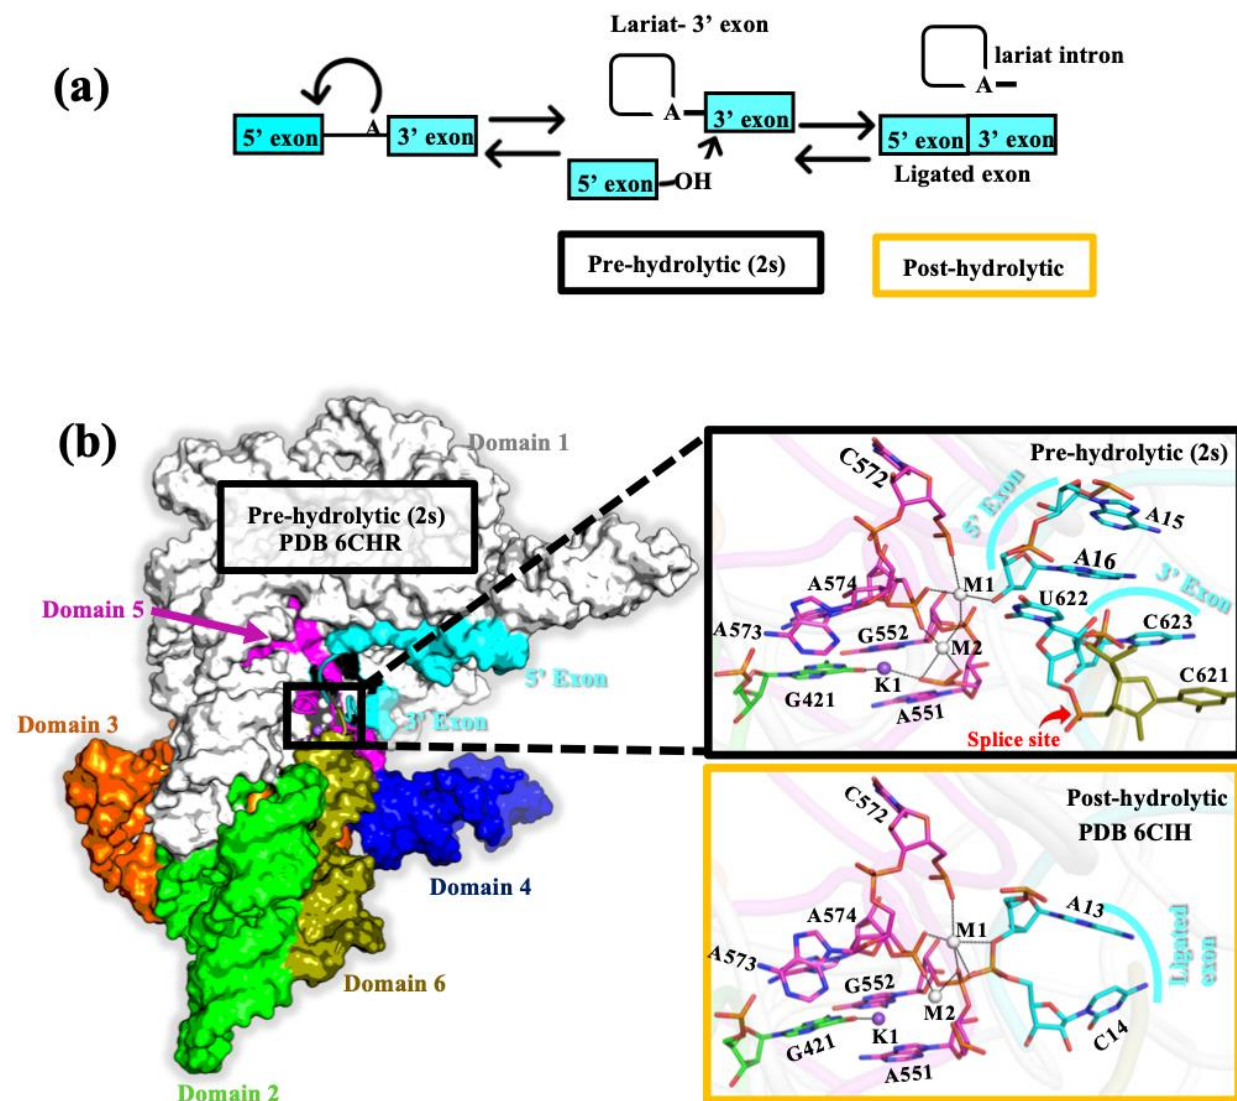 (a)
Lariat- 3’ exon
lariat intron
A
5’ exon
A
3’ exon
A
3’ exon
5’ exon
OH
5’ exon
3’ exon
Ligated exon
Pre-hydrolytic (2s)
Post-hydrolytic
(b)
Domain 1
Pre-hydrolytic (2s)
PDB 6CHR
Domain 5
5’ Exon
3’ Exon
Domain 3
Domain 4
Domain 6
Domain 2
Pre-hydrolytic (2s)
C572
5’ Exon
A15
A16
3’ Exon
M1
A574
U622
C623
A573
G552
M2
C621
G421
K1
A551
Splice site
Post-hydrolytic
PDB 6CIH
C572
A13
A574
M1
Ligated
exon
A573
G552
M2
K1
G421
C14
A551